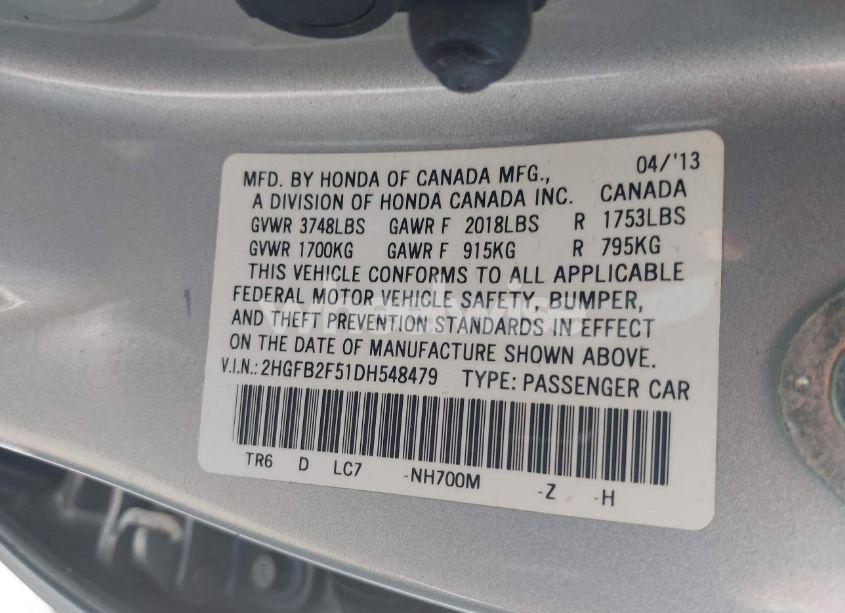 MFD. BY HONDA OF CANADA MFG., 04/'13
A DIVISION OF HONDA CANADA INC. CANADA
GVWR 3748LBS GAWR F 2018LBS R 1753LBS
GVWR 1700KG GAWR F 915KG R 795KG
THIS VEHICLE CONFORMS TO ALL APPLICABLE
FEDERAL MOTOR VEHICLE SAFETY, BUMPER,
AND THEFT PREVENTION STANDARDS IN EFFECT
ON THE DATE OF MANUFACTURE SHOWN ABOVE.
V.I.N.: 2HGFB2F51DH548479 TYPE: PASSENGER CAR
TR6 D LC7 -NH700M -Z -H